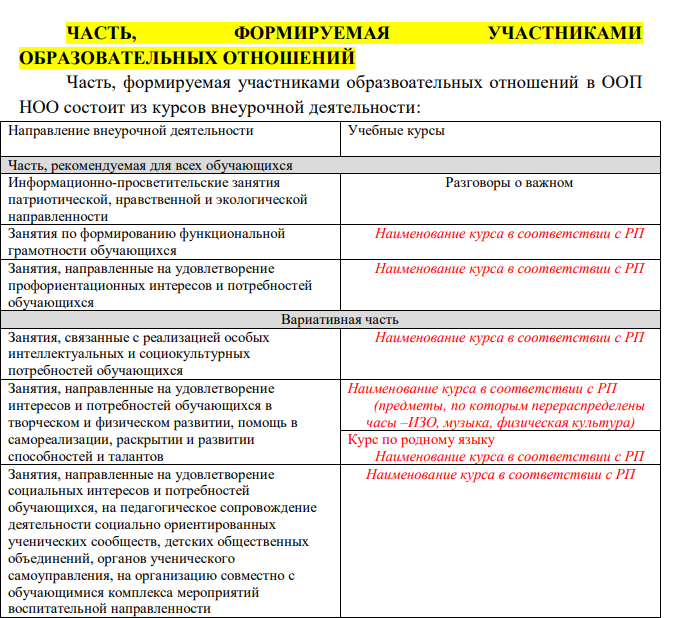 ЧАСТЬ, ФОРМИРУЕМАЯ УЧАСТНИКАМИ
ОБРАЗОВАТЕЛЬНЫХ ОТНОШЕНИЙ
Часть, формируемая участниками образвоательных отношений в ООП
НОО состоит из курсов внеурочной деятельности:
Направление внеурочной деятельности
Учебные курсы
Часть, рекомендуемая для всех обучающихся
Информационно-просветительские занятия
патриотической, нравственной и экологической
направленности
Разговоры о важном
Занятия по формированию функциональной
грамотности обучающихся
Наименование курса в соответствии с РП
Занятия, направленные на удовлетворение
профориентационных интересов и потребностей
обучающихся
Наименование курса в соответствии с РП
Вариативная часть
Занятия, связанные с реализацией особых
интеллектуальных и социокультурных
потребностей обучающихся
Наименование курса в соответствии с РП
Занятия, направленные на удовлетворение
интересов и потребностей обучающихся в
творческом и физическом развитии, помощь в
самореализации, раскрытии и развитии
способностей и талантов
Наименование курса в соответствии с РП
(предметы, по которым перераспределены
часы –ИЗО, музыка, физическая культура)
Курс по родному языку
Наименование курса в соответствии с РП
Занятия, направленные на удовлетворение
социальных интересов и потребностей
обучающихся, на педагогическое сопровождение
деятельности социально ориентированных
ученических сообществ, детских общественных
объединений, органов ученического
самоуправления, на организацию совместно с
обучающимися комплекса мероприятий
воспитательной направленности
Наименование курса в соответствии с РП